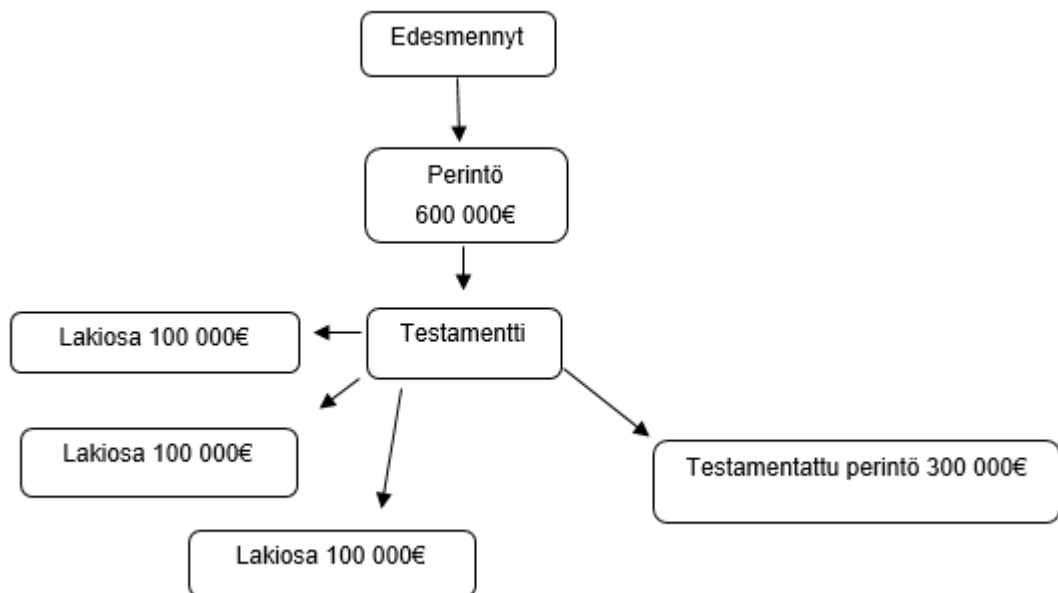 Edesmennyt
Perintö
600 000€
Testamentti
Lakiosa 100 000€
Lakiosa 100 000€
Lakiosa 100 000€
Testamentattu perintö 300 000€